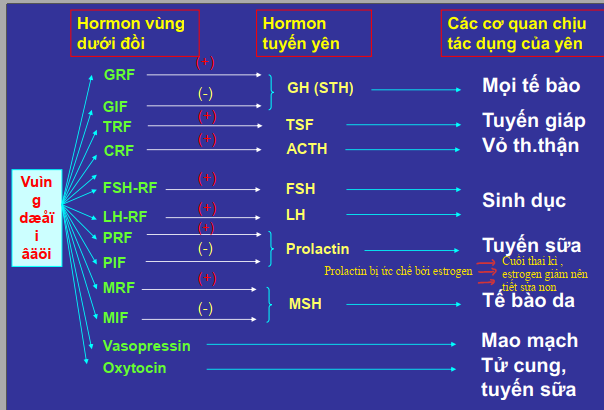 Hormon vùng
dưới đồi
Hormon
tuyến yên
Các cơ quan chịu
tác dụng của yên
GRF
(+)
GH (STH)
Mọi tế bào
GIF
(-)
TRF
(+)
TSF
Tuyến giáp
CRF
(+)
ACTH
Vỏ th.thận
Vuìn
g
dæåï
i
âäöi
FSH-RF
(+)
FSH
Sinh dục
LH-RF
(+)
LH
PRF
(+)
Prolactin
Tuyến sữa
PIF
(-)
Prolactin bị ức chế bởi estrogen
Cuối thai kì ,
estrogen giảm nên
tiết sữa non
MRF
(+)
MSH
Tế bào da
MIF
(-)
Vasopressin
Mao mạch
Oxytocin
Tử cung,
tuyến sữa